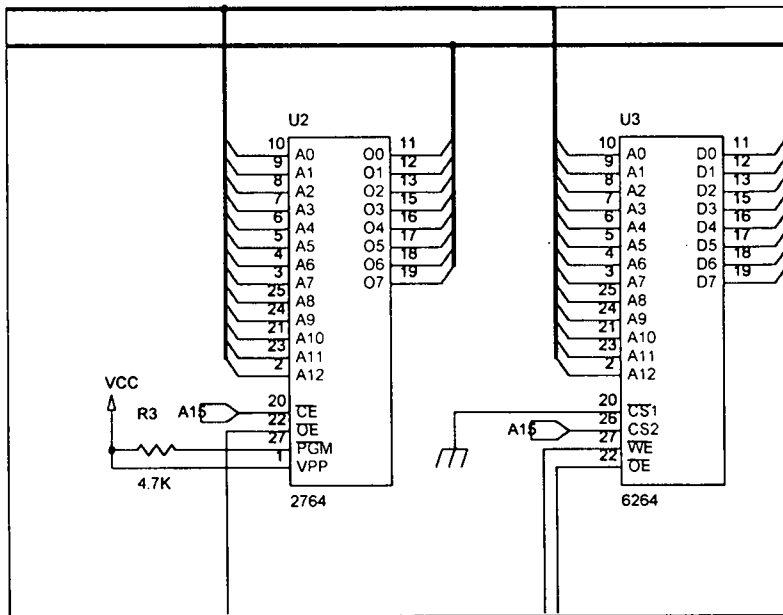 U2
10 A0 O0 11
9 A1 O1 12
8 A2 O2 13
7 A3 O3 15
6 A4 O4 16
5 A5 O5 17
4 A6 O6 18
3 A7 O7 19
25 A8
24 A9
21 A10
23 A11
2 A12
VCC
R3
A15
20 CE
22 OE
27 PGM
1 VPP
4.7K
2764
U3
10 A0 D0 11
9 A1 D1 12
8 A2 D2 13
7 A3 D3 15
6 A4 D4 16
5 A5 D5 17
4 A6 D6 18
3 A7 D7 19
25 A8
24 A9
21 A10
23 A11
2 A12
20 CS1
A15
26 CS2
27 WE
22 OE
6264